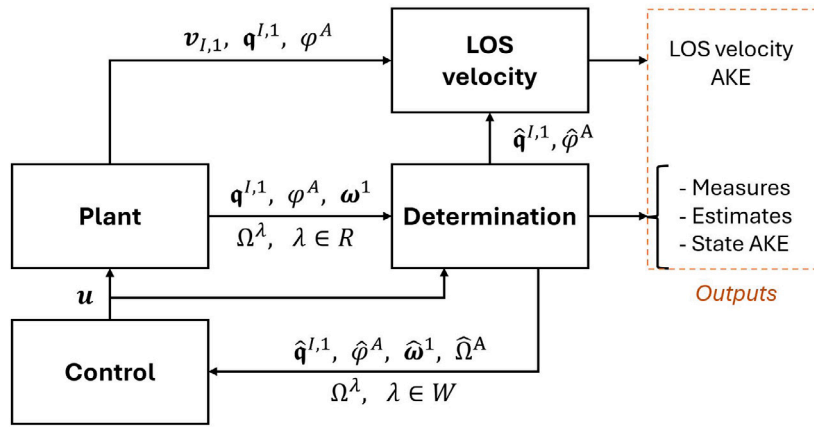 𝒗_{I,1}, 𝖖^{I,1}, φ^A
LOS
velocity
LOS velocity
AKE
𝖖̂^{I,1}, φ̂^A
Plant
𝖖^{I,1}, φ^A, 𝝎^1
Ω^λ, λ ∈ R
Determination
- Measures
- Estimates
- State AKE
Outputs
𝒖
Control
𝖖̂^{I,1}, φ̂^A, 𝝎̂^1, Ω̂^A
Ω^λ, λ ∈ W